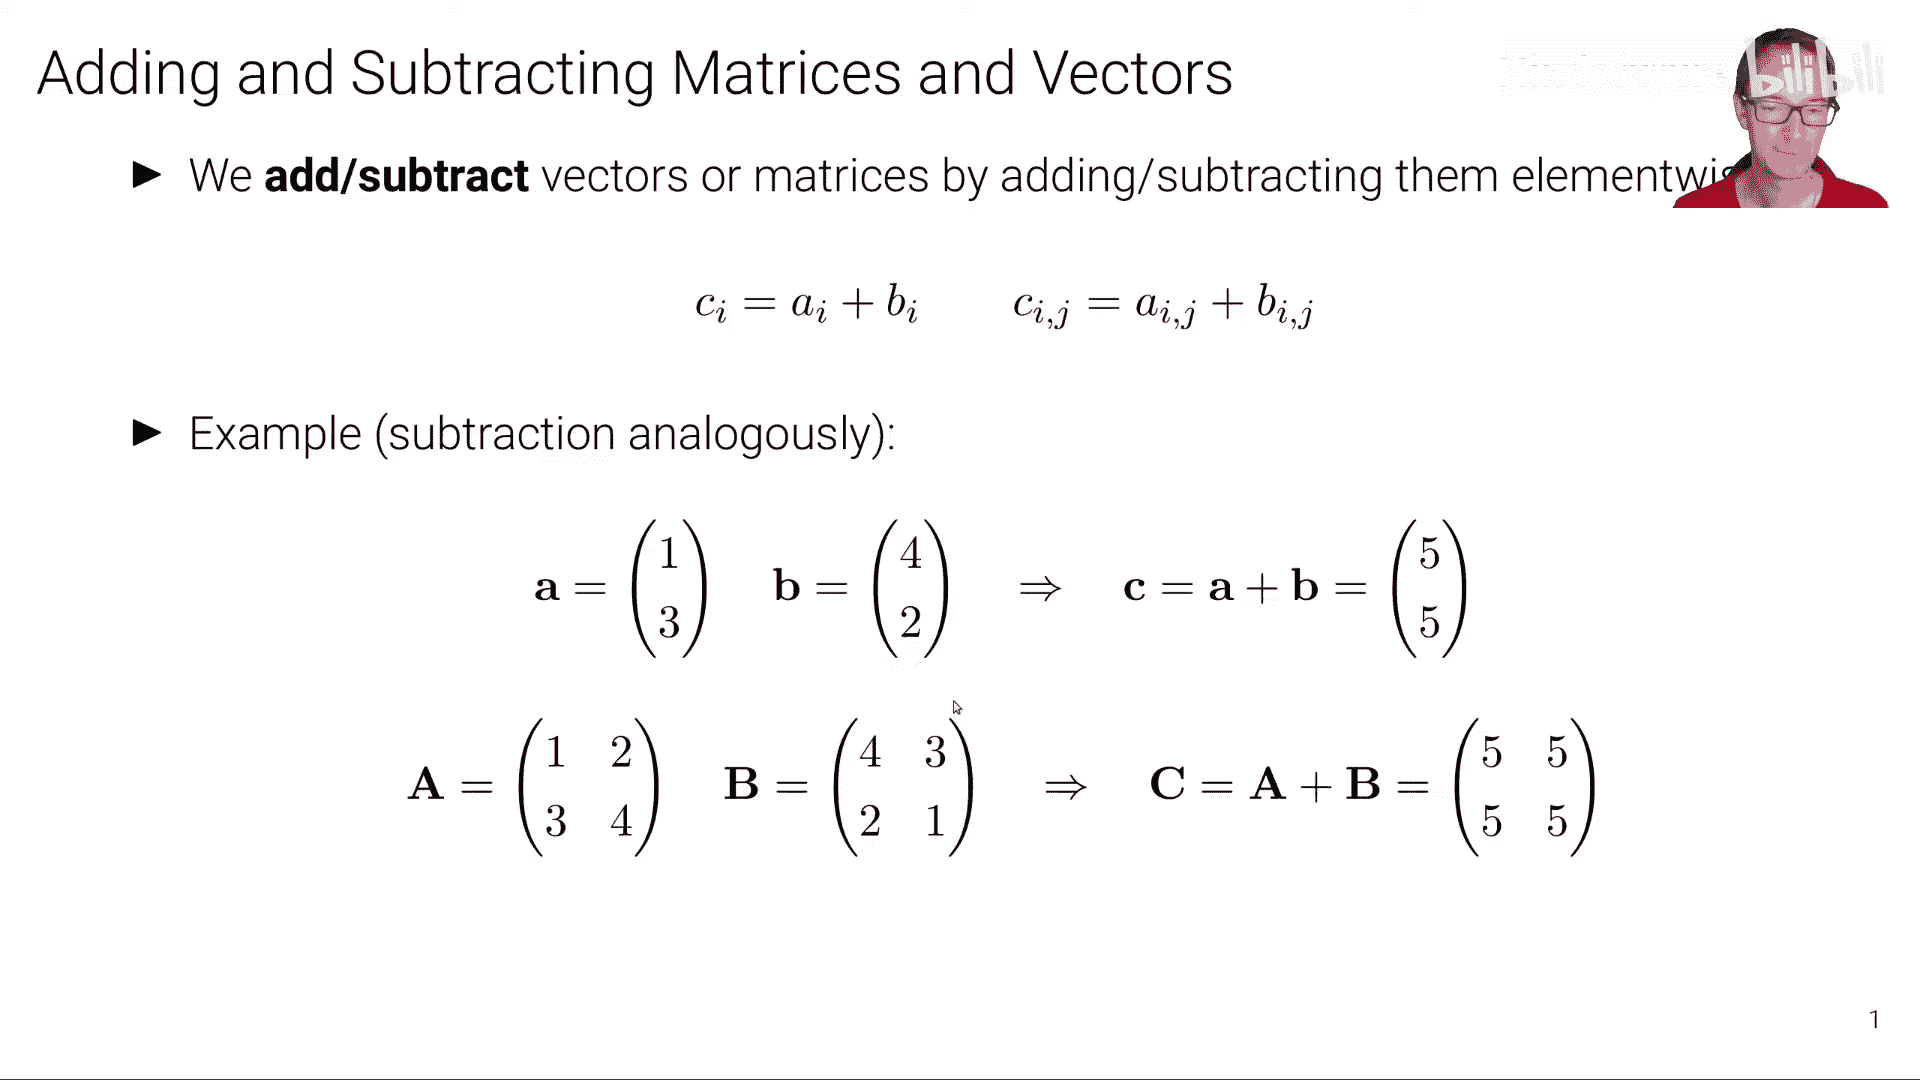 Adding and Subtracting Matrices and Vectors
bilibili
▶ We add/subtract vectors or matrices by adding/subtracting them elementwis
c_i = a_i + b_i    c_{i,j} = a_{i,j} + b_{i,j}
▶ Example (subtraction analogously):
a = (1 3)  b = (4 2)  ⇒  c = a + b = (5 5)
A = (1 2 3 4)  B = (4 3 2 1)  ⇒  C = A + B = (5 5 5 5)
1